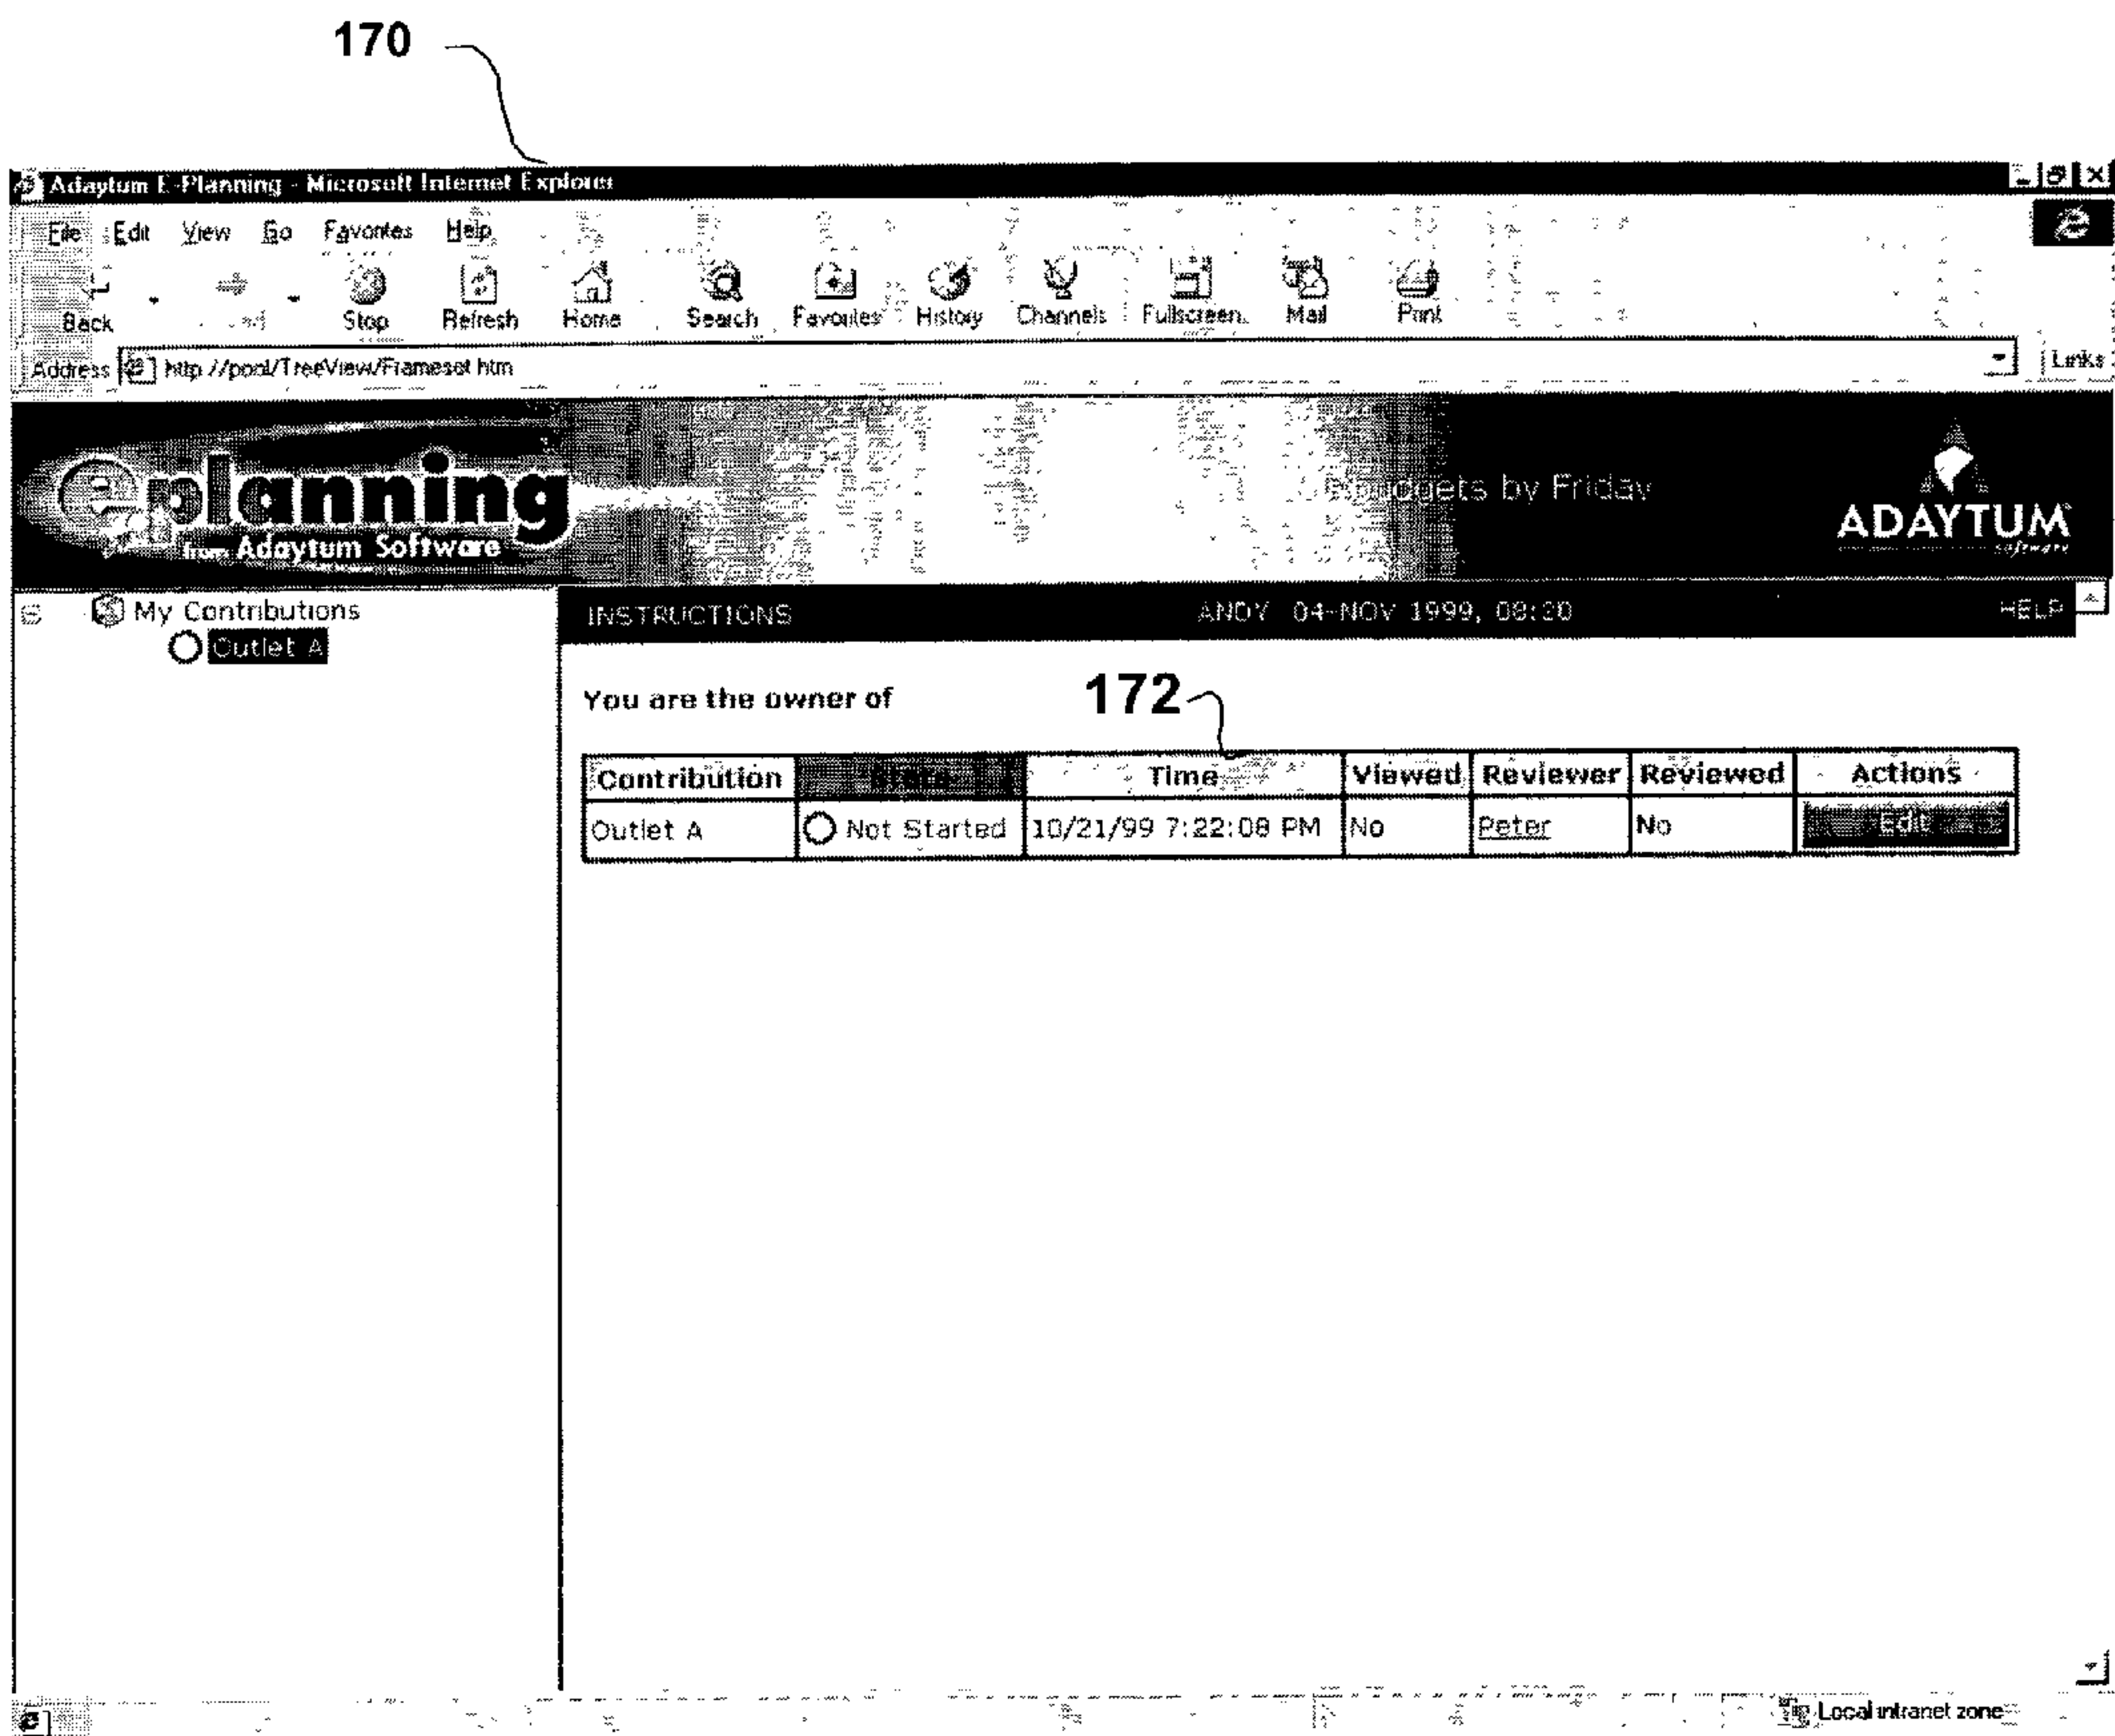 170
Adaytum E-Planning - Microsoft Internet Explorer
File Edit View Go Favorites Help
Back Stop Refresh Home Search Favorites History Channels Fullscreen Mail Print
Address http://pool/TreeView/Frameset.htm Links
eplanning
from Adaytum Software
budgets by Friday
ADAYTUM
software
My Contributions
Outlet A
INSTRUCTIONS ANDY 04-NOV 1999, 08:20 HELP
You are the owner of
172
Contribution State Time Viewed Reviewer Reviewed Actions
Outlet A Not Started 10/21/99 7:22:08 PM No Peter No Edit
Local intranet zone